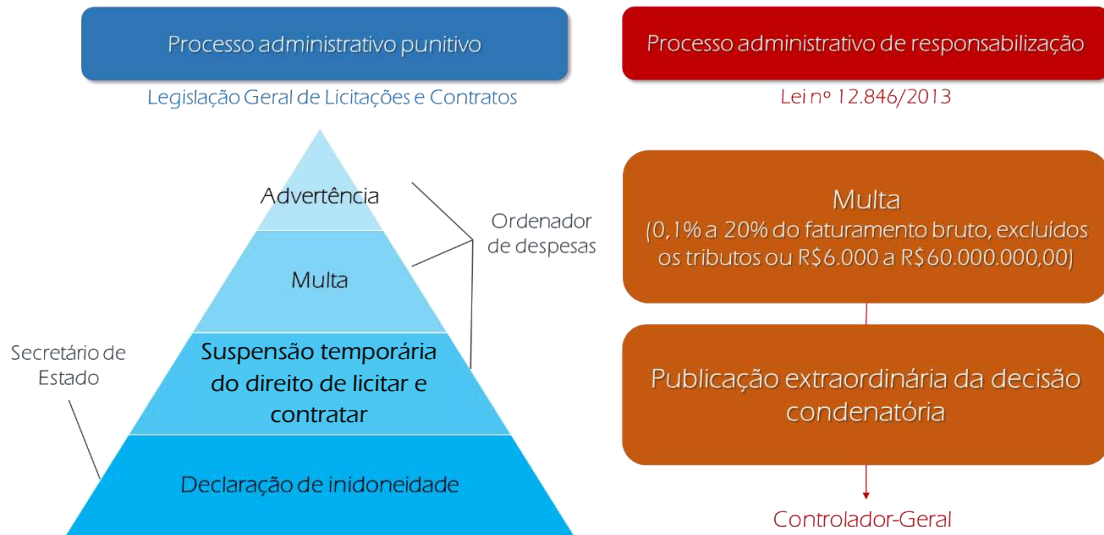 Processo administrativo punitivo
Legislação Geral de Licitações e Contratos
Advertência
Multa
Suspensão temporária
do direito de licitar e
contratar
Declaração de inidoneidade
Ordenador
de despesas
Secretário de
Estado
Processo administrativo de responsabilização
Lei nº 12.846/2013
Multa
(0,1% a 20% do faturamento bruto, excluídos
os tributos ou R$6.000 a R$60.000.000,00)
Publicação extraordinária da decisão
condenatória
Controlador-Geral